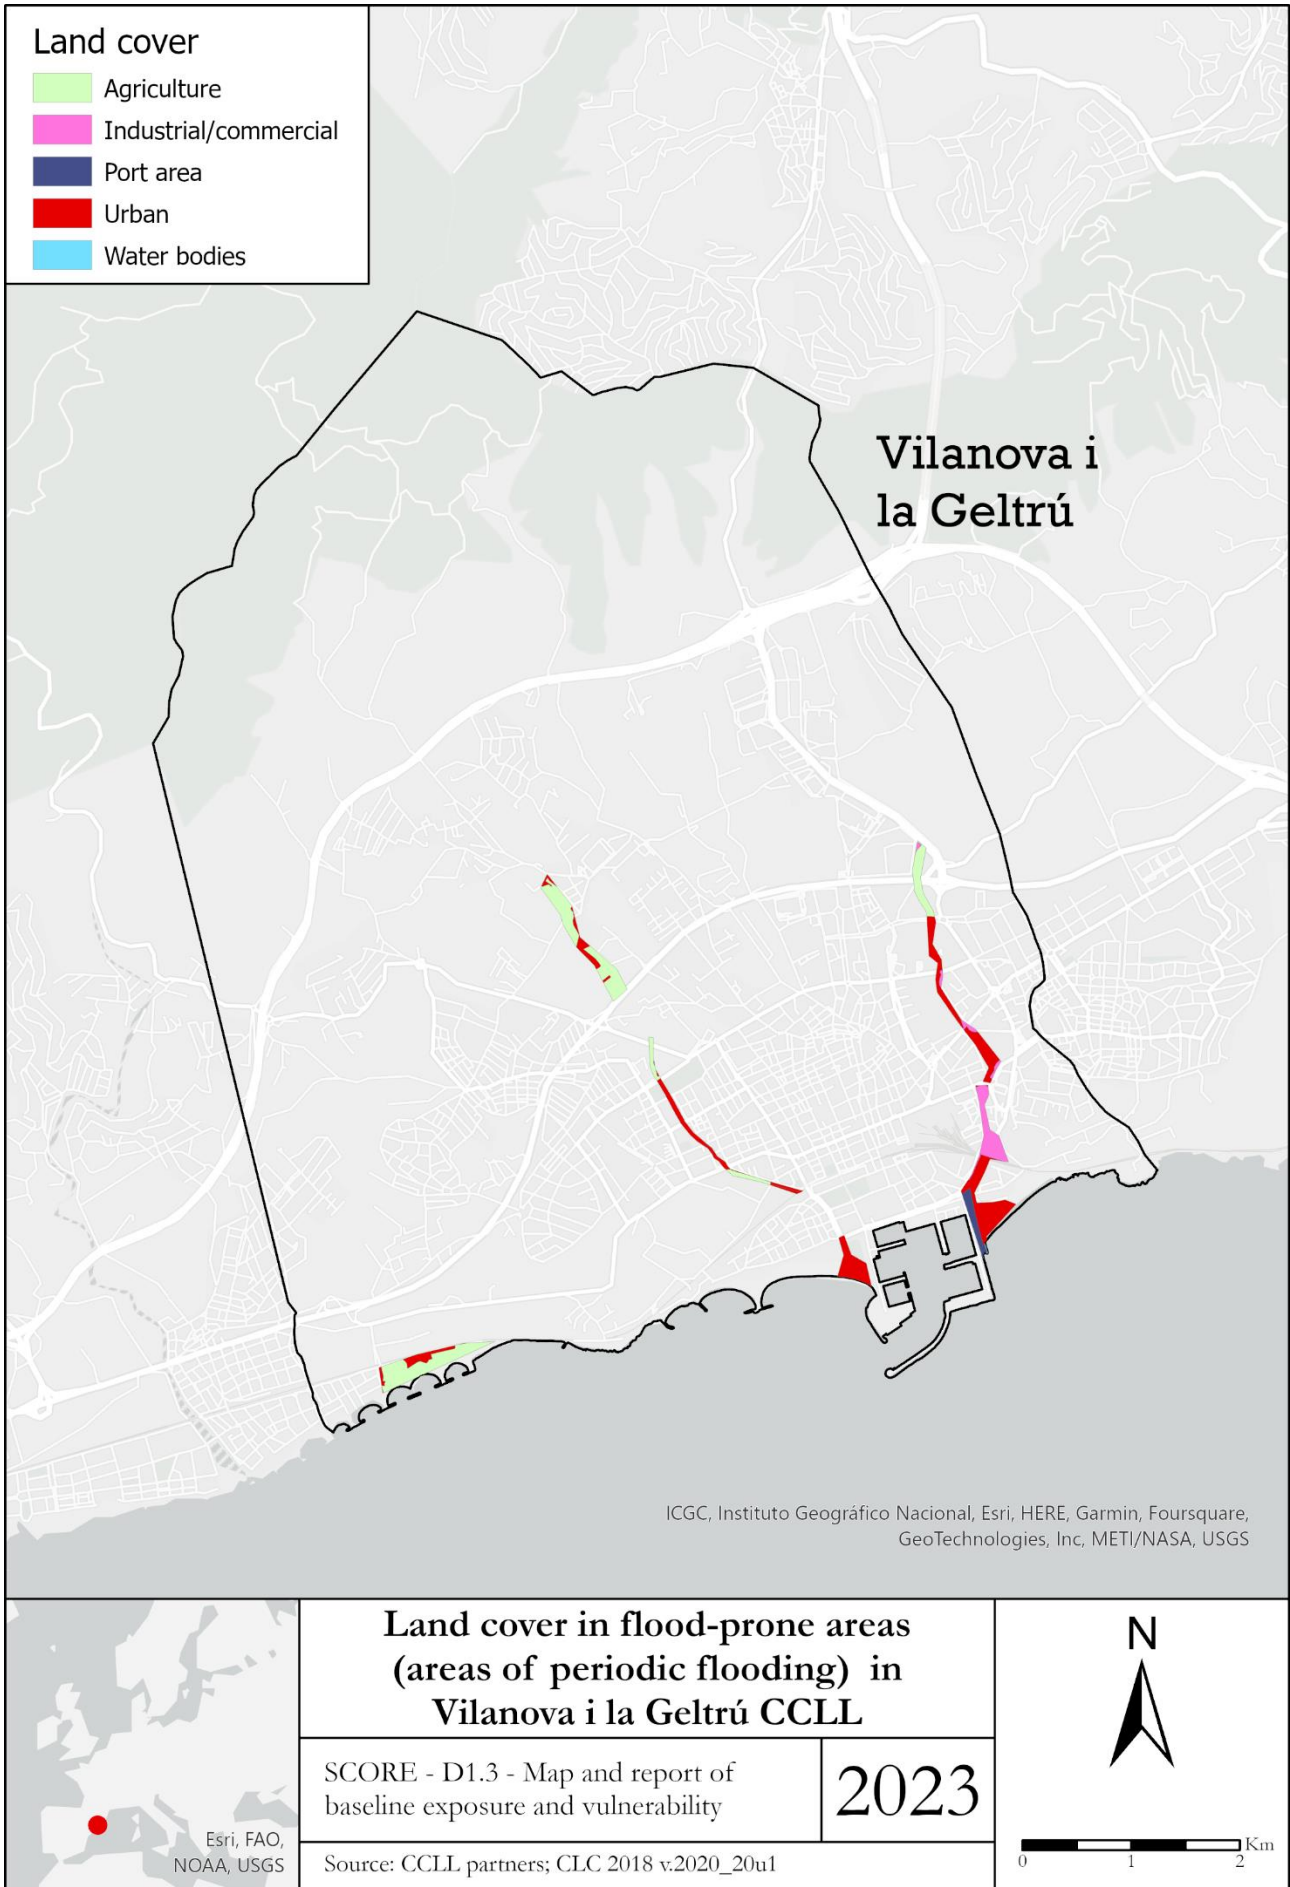 Land cover
Agriculture
Industrial/commercial
Port area
Urban
Water bodies
Vilanova i
la Geltrú
ICGC, Instituto Geográfico Nacional, Esri, HERE, Garmin, Foursquare,
GeoTechnologies, Inc, METI/NASA, USGS
Esri, FAO,
NOAA, USGS
Land cover in flood-prone areas
(areas of periodic flooding) in
Vilanova i la Geltrú CCLL
SCORE - D1.3 - Map and report of
baseline exposure and vulnerability
2023
Source: CCLL partners; CLC 2018 v.2020_20u1
N
Km
0 1 2